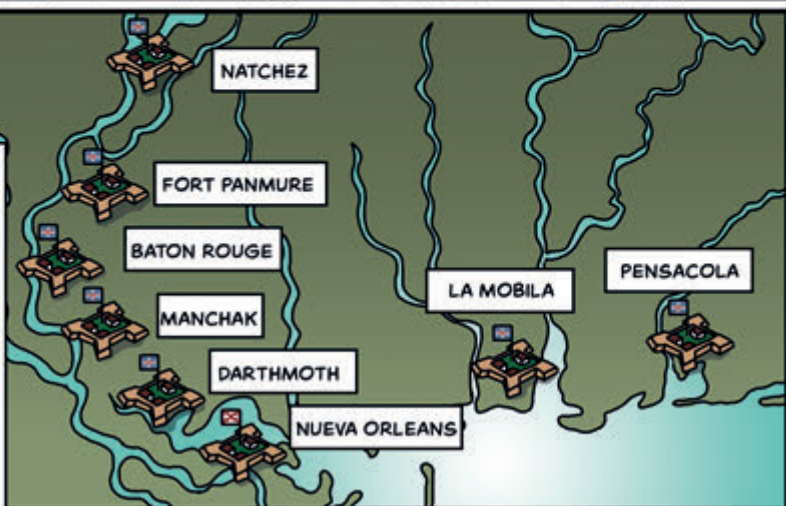 NATCHEZ
FORT PANMURE
BATON ROUGE
MANCHAK
DARTHMOTH
NUEVA ORLEANS
LA MOBILA
PENSACOLA